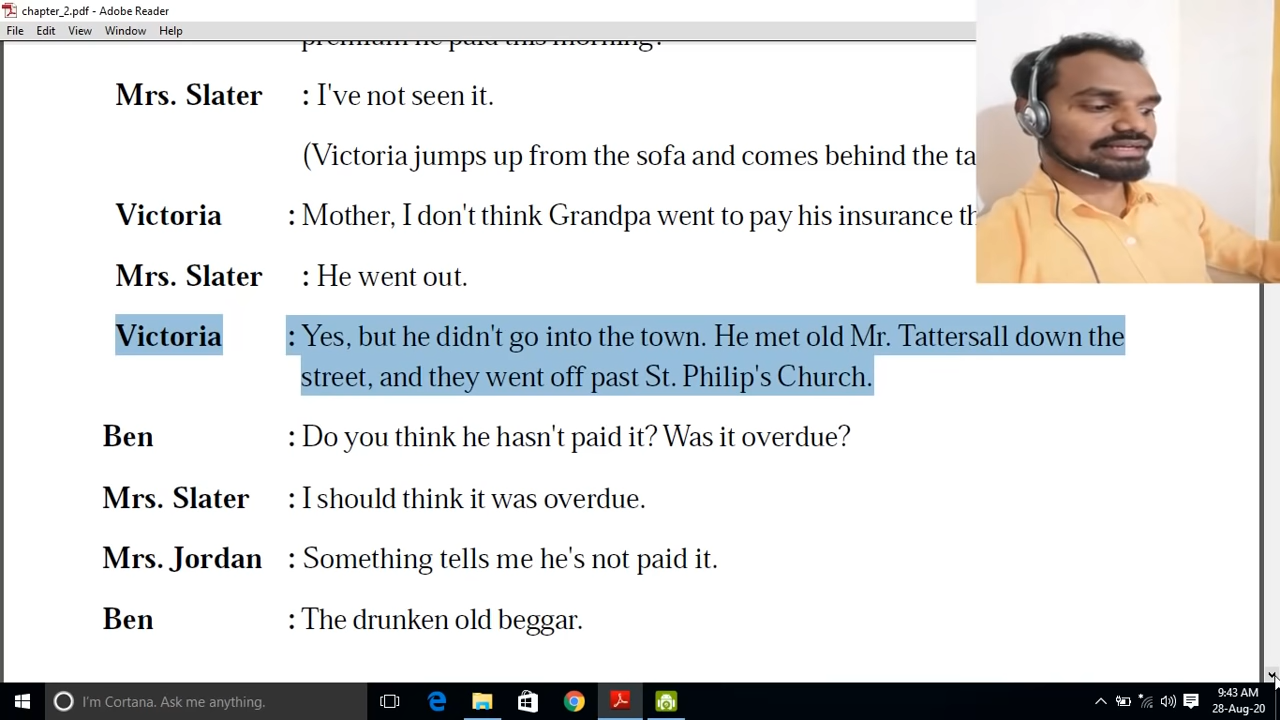 chapter_2.pdf - Adobe Reader
File Edit View Window Help
premium he paid this morning?
Mrs. Slater : I've not seen it.
(Victoria jumps up from the sofa and comes behind the ta
Victoria : Mother, I don't think Grandpa went to pay his insurance th
Mrs. Slater : He went out.
Victoria : Yes, but he didn't go into the town. He met old Mr. Tattersall down the
street, and they went off past St. Philip's Church.
Ben : Do you think he hasn't paid it? Was it overdue?
Mrs. Slater : I should think it was overdue.
Mrs. Jordan : Something tells me he's not paid it.
Ben : The drunken old beggar.
I'm Cortana. Ask me anything.
9:43 AM
28-Aug-20